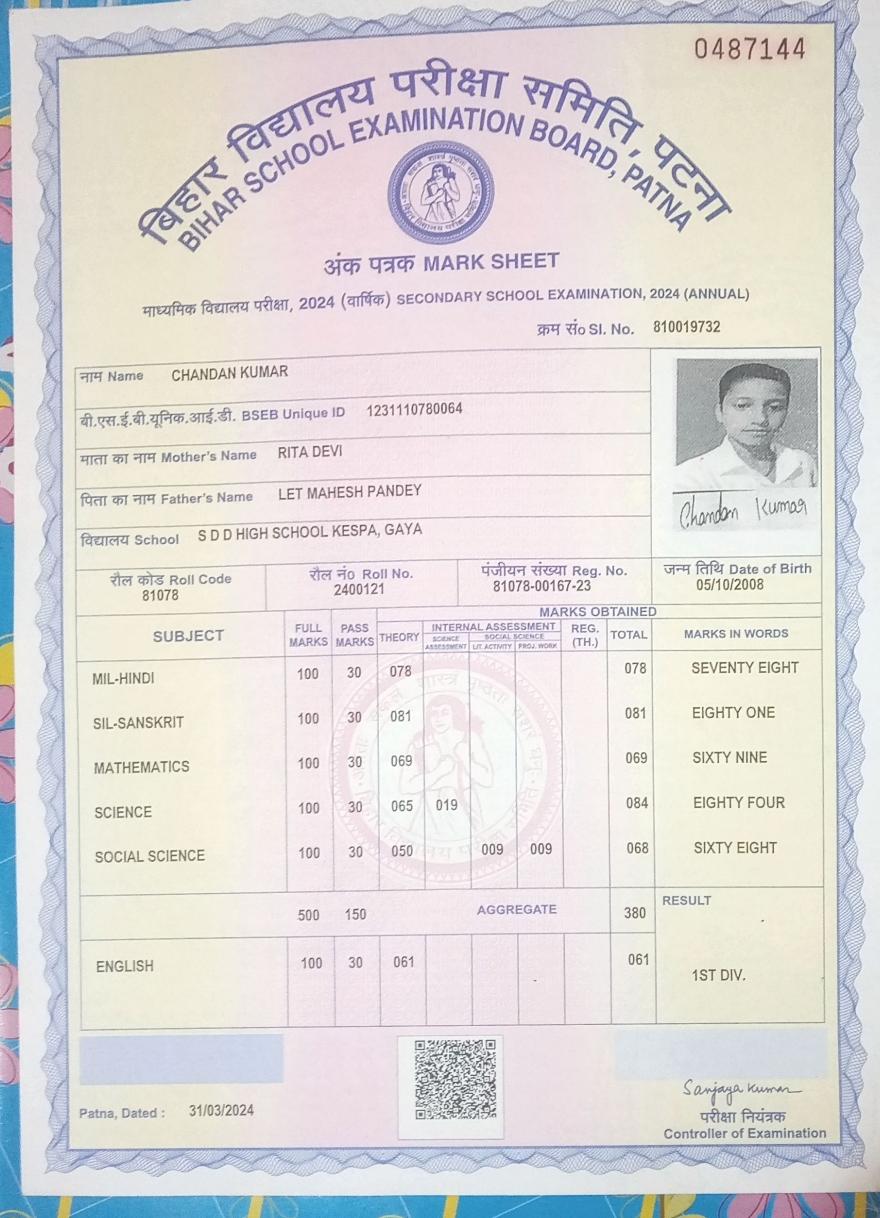 0487144
बिहार विद्यालय परीक्षा समिति, पटना
BIHAR SCHOOL EXAMINATION BOARD, PATNA
अंक पत्रक MARK SHEET
माध्यमिक विद्यालय परीक्षा, 2024 (वार्षिक) SECONDARY SCHOOL EXAMINATION, 2024 (ANNUAL)
क्रम सं० Sl. No. 810019732
नाम Name CHANDAN KUMAR
बी.एस.ई.बी.यूनिक.आई.डी. BSEB Unique ID 1231110780064
माता का नाम Mother's Name RITA DEVI
पिता का नाम Father's Name LET MAHESH PANDEY
Chandan Kumar
विद्यालय School S D D HIGH SCHOOL KESPA, GAYA
रौल कोड Roll Code रौल नं० Roll No. पंजीयन संख्या Reg. No. जन्म तिथि Date of Birth
81078 2400121 81078-00167-23 05/10/2008
MARKS OBTAINED
SUBJECT FULL MARKS PASS MARKS THEORY INTERNAL ASSESSMENT REG. (TH.) TOTAL MARKS IN WORDS
SCIENCE ASSESSMENT SOCIAL SCIENCE
LIT. ACTIVITY PROJ. WORK
MIL-HINDI 100 30 078 078 SEVENTY EIGHT
SIL-SANSKRIT 100 30 081 081 EIGHTY ONE
MATHEMATICS 100 30 069 069 SIXTY NINE
SCIENCE 100 30 065 019 084 EIGHTY FOUR
SOCIAL SCIENCE 100 30 050 009 009 068 SIXTY EIGHT
500 150 AGGREGATE 380 RESULT
ENGLISH 100 30 061 061 1ST DIV.
Patna, Dated : 31/03/2024
Sanjaya Kumar
परीक्षा नियंत्रक
Controller of Examination